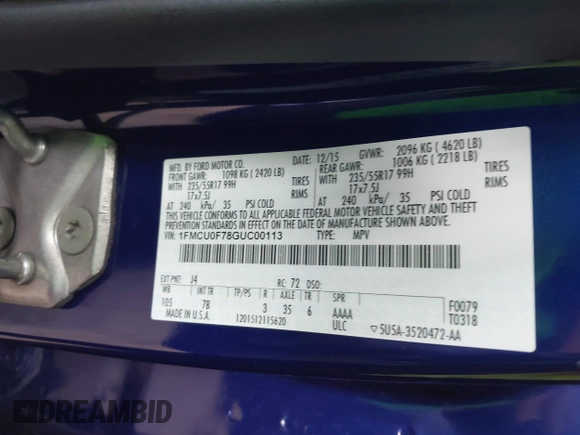 MFD. BY FORD MOTOR CO. 12/15 GVWR: 2096 KG ( 4620 LB)
FRONT GAWR: 1098 KG ( 2420 LB) REAR GAWR: 1006 KG ( 2218 LB)
WITH 235/55R17 99H TIRES WITH 235/55R17 99H TIRES
17x7.5J RIMS 17x7.5J RIMS
AT 240 kPa/ 35 PSI COLD AT 240 kPa/ 35 PSI COLD
THIS VEHICLE CONFORMS TO ALL APPLICABLE FEDERAL MOTOR VEHICLE SAFETY AND THEFT
PREVENTION STANDARDS IN EFFECT ON THE DATE OF MANUFACTURE SHOWN ABOVE.
VIN: 1FMCU0F78GUC00113 TYPE: MPV
EXT PNT: J4 RC: 72 DSO:
WB INT TR TP/PS R AXLE TR SPR F0079
105 7B 3 35 6 AAAA T0318
MADE IN U.S.A. 1201512115620 ULC 5U5A-3520472-AA
DREAMBID